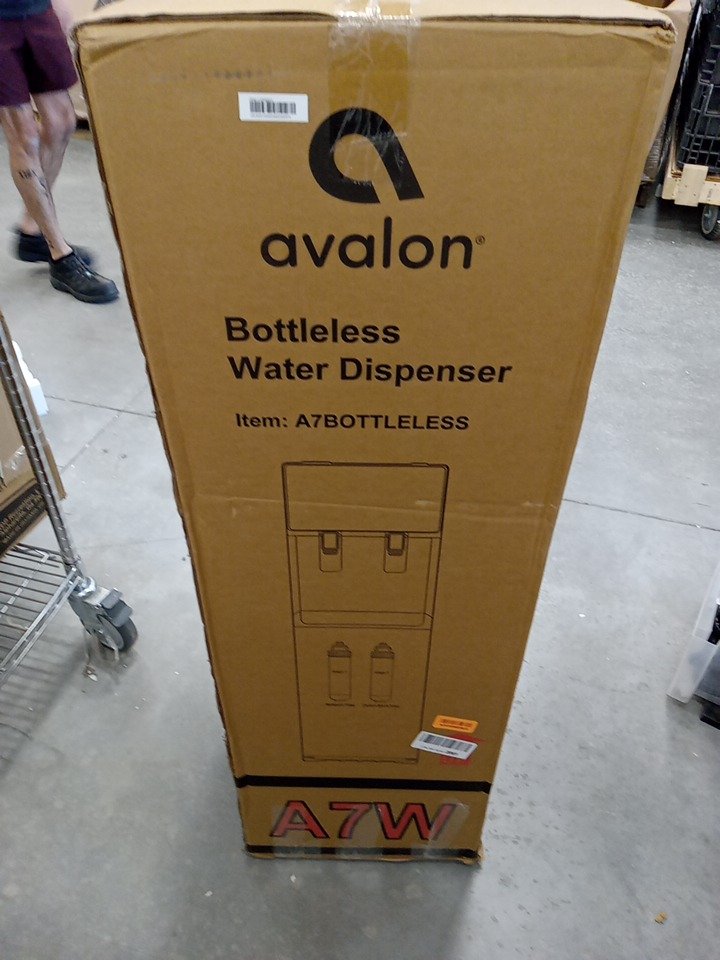 avalon®
Bottleless
Water Dispenser
Item: A7BOTTLELESS
A7W